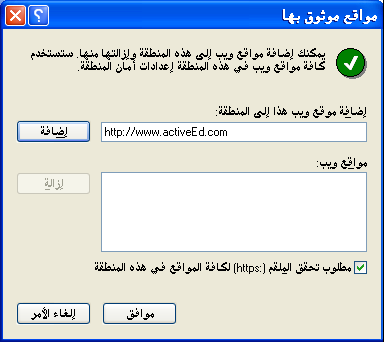 مواقع موثوق بها
يمكنك إضافة مواقع ويب إلى هذه المنطقة وإزالتها منها. ستستخدم
كافة مواقع ويب في هذه المنطقة إعدادات أمان المنطقة.
إضافة موقع ويب هذا إلى المنطقة:
http://www.activeEd.com
إضافة
مواقع ويب:
إزالة
مطلوب تحقق الملقم (https:) لكافة المواقع في هذه المنطقة
موافق
إلغاء الأمر